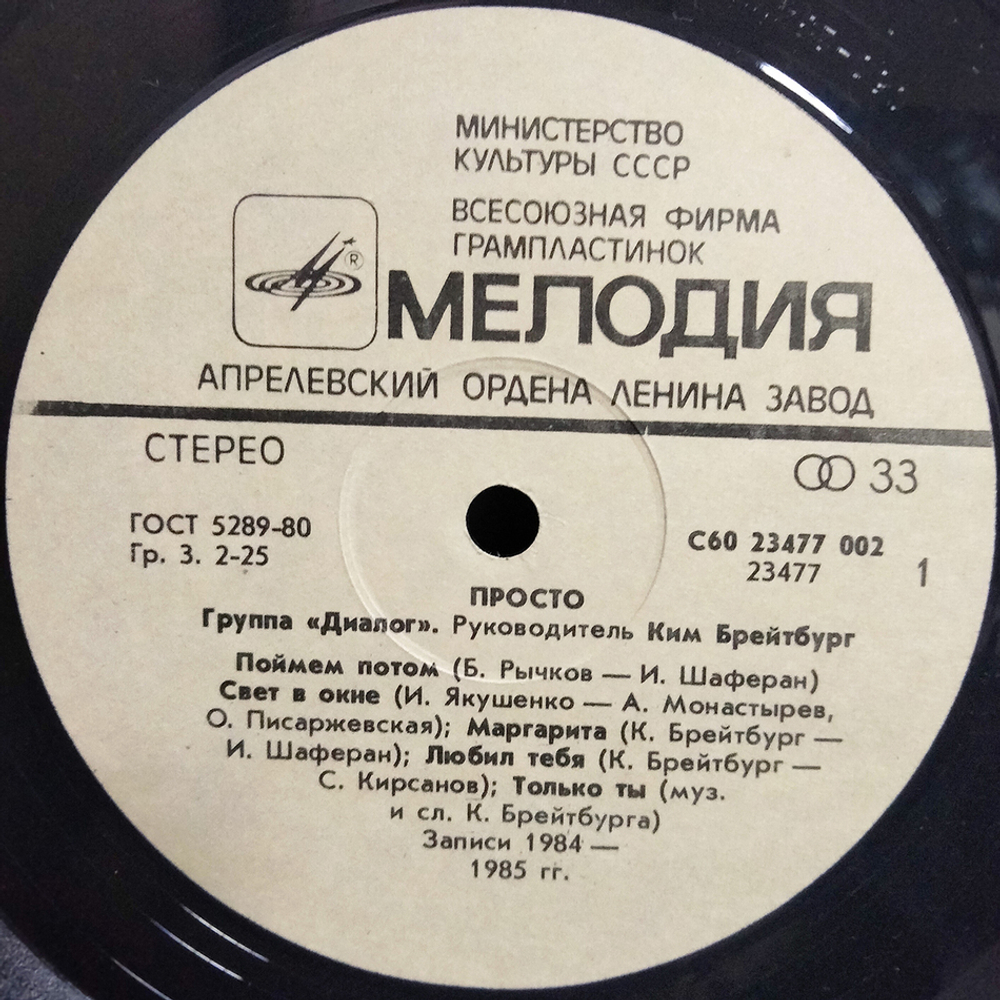 МИНИСТЕРСТВО
КУЛЬТУРЫ СССР
ВСЕСОЮЗНАЯ ФИРМА
ГРАМПЛАСТИНОК
®
МЕЛОДИЯ
АПРЕЛЕВСКИЙ ОРДЕНА ЛЕНИНА ЗАВОД
СТЕРЕО
33
ГОСТ 5289-80
Гр. 3. 2-25
С60 23477 002
23477
1
ПРОСТО
Группа «Диалог». Руководитель Ким Брейтбург
Поймем потом (Б. Рычков — И. Шаферан)
Свет в окне (И. Якушенко — А. Монастырев,
О. Писаржевская); Маргарита (К. Брейтбург —
И. Шаферан); Любил тебя (К. Брейтбург —
С. Кирсанов); Только ты (муз.
и сл. К. Брейтбурга)
Записи 1984 —
1985 гг.